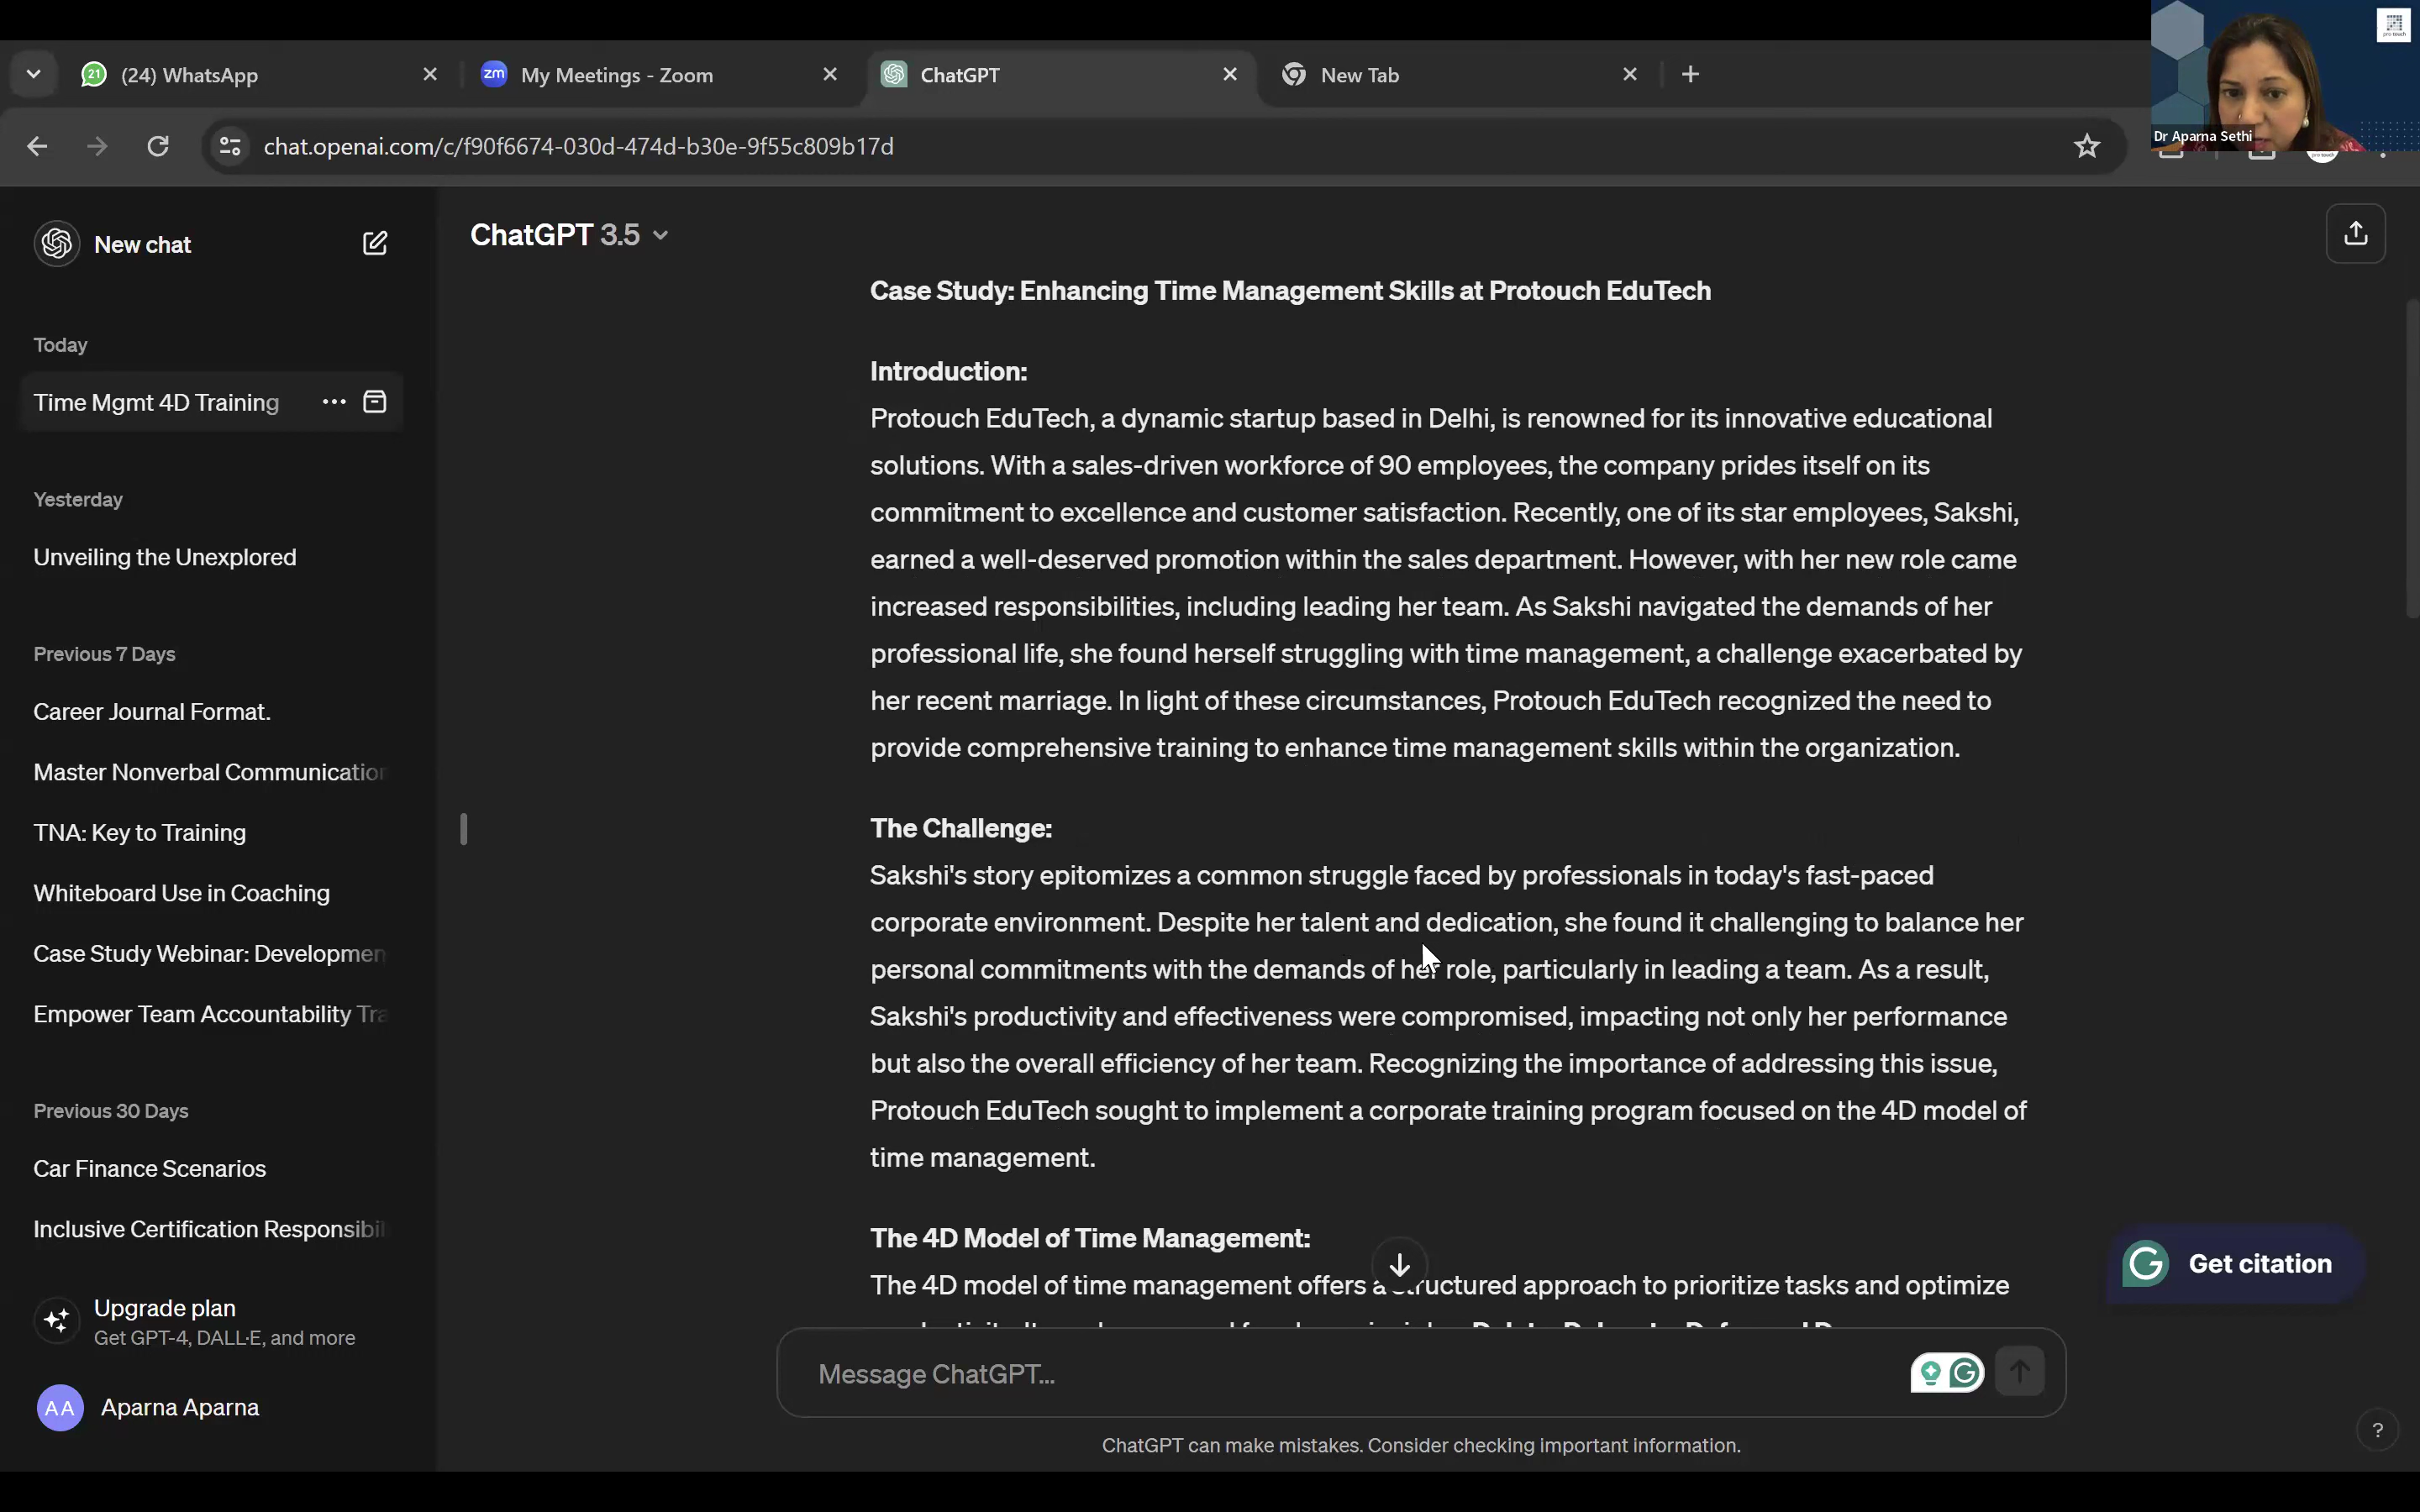 21
(24) WhatsApp
zm
My Meetings - Zoom
ChatGPT
New Tab
chat.openai.com/c/f90f6674-030d-474d-b30e-9f55c809b17d
Dr Aparna Sethi
New chat
Today
Time Mgmt 4D Training
Yesterday
Unveiling the Unexplored
Previous 7 Days
Career Journal Format.
Master Nonverbal Communication
TNA: Key to Training
Whiteboard Use in Coaching
Case Study Webinar: Developmen
Empower Team Accountability Tra
Previous 30 Days
Car Finance Scenarios
Inclusive Certification Responsibil
Upgrade plan
Get GPT-4, DALL·E, and more
AA
Aparna Aparna
ChatGPT 3.5
Case Study: Enhancing Time Management Skills at Protouch EduTech
Introduction:
Protouch EduTech, a dynamic startup based in Delhi, is renowned for its innovative educational
solutions. With a sales-driven workforce of 90 employees, the company prides itself on its
commitment to excellence and customer satisfaction. Recently, one of its star employees, Sakshi,
earned a well-deserved promotion within the sales department. However, with her new role came
increased responsibilities, including leading her team. As Sakshi navigated the demands of her
professional life, she found herself struggling with time management, a challenge exacerbated by
her recent marriage. In light of these circumstances, Protouch EduTech recognized the need to
provide comprehensive training to enhance time management skills within the organization.
The Challenge:
Sakshi's story epitomizes a common struggle faced by professionals in today's fast-paced
corporate environment. Despite her talent and dedication, she found it challenging to balance her
personal commitments with the demands of her role, particularly in leading a team. As a result,
Sakshi's productivity and effectiveness were compromised, impacting not only her performance
but also the overall efficiency of her team. Recognizing the importance of addressing this issue,
Protouch EduTech sought to implement a corporate training program focused on the 4D model of
time management.
The 4D Model of Time Management:
The 4D model of time management offers a structured approach to prioritize tasks and optimize
Get citation
Message ChatGPT...
ChatGPT can make mistakes. Consider checking important information.
?